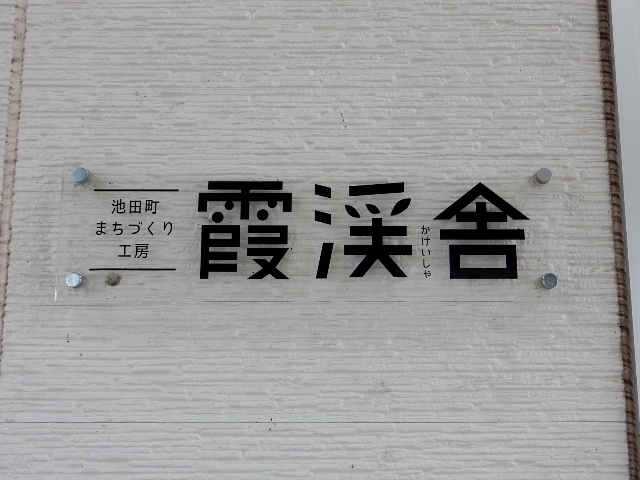 池田町
まちづくり
工房
霞渓舎
かけいしゃ